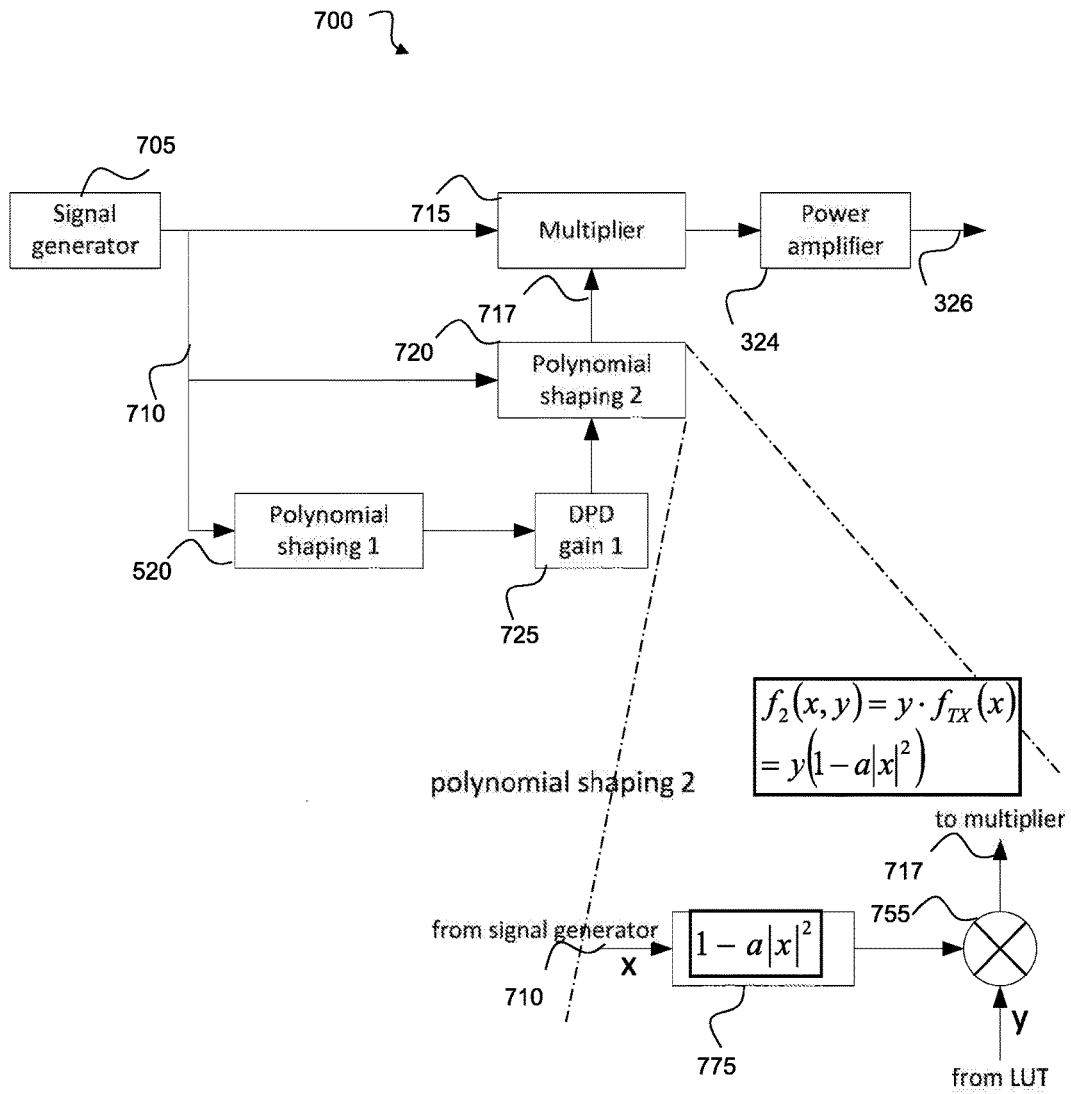 700
705
Signal
generator
715
Multiplier
Power
amplifier
717
326
324
720
Polynomial
shaping 2
710
Polynomial
shaping 1
DPD
gain 1
520
725
f₂(x, y) = y · f_TX(x)
= y(1 − a|x|²)
polynomial shaping 2
to multiplier
717
755
from signal generator
1 − a|x|²
x
710
y
775
from LUT